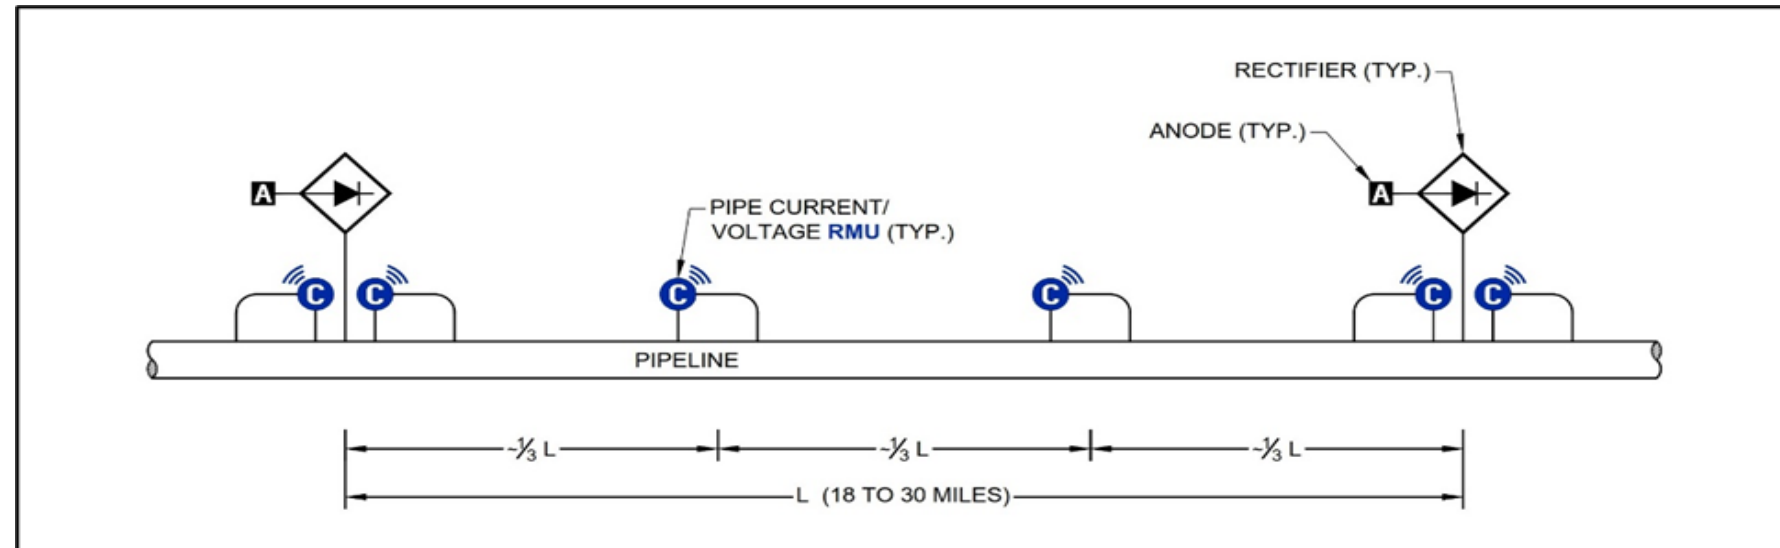 RECTIFIER (TYP.)
ANODE (TYP.)
A
A
PIPE CURRENT/
VOLTAGE RMU (TYP.)
C
C
C
C
C
C
PIPELINE
~⅓ L
~⅓ L
~⅓ L
L (18 TO 30 MILES)